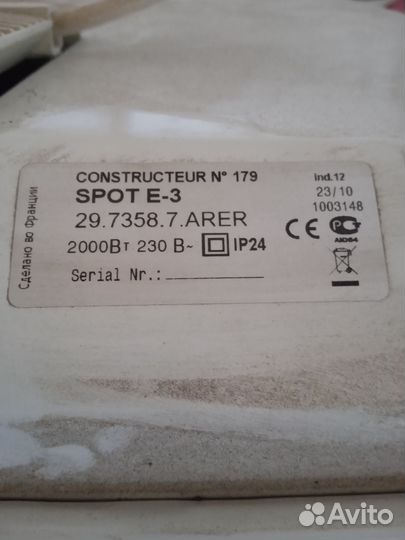 Сделано во Франции
CONSTRUCTEUR N° 179
SPOT E-3
29.7358.7.ARER
2000Вт 230 В~ IP24
Serial Nr.:
ind.12
23/10
1003148
CE
Avito